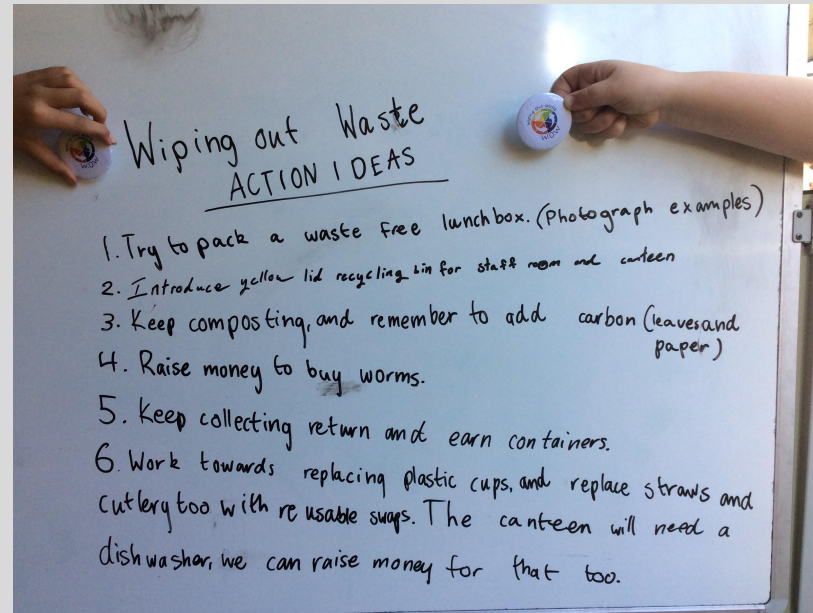 Wiping out Waste
ACTION IDEAS
1. Try to pack a waste free lunchbox. (Photograph examples)
2. Introduce yellow lid recycling bin for staff room and canteen
3. Keep composting, and remember to add carbon (leaves and
paper)
4. Raise money to buy worms.
5. Keep collecting return and earn containers.
6. Work towards replacing plastic cups, and replace straws and
cutlery too with reusable swaps. The canteen will need a
dishwasher, we can raise money for that too.
WOW
WOW